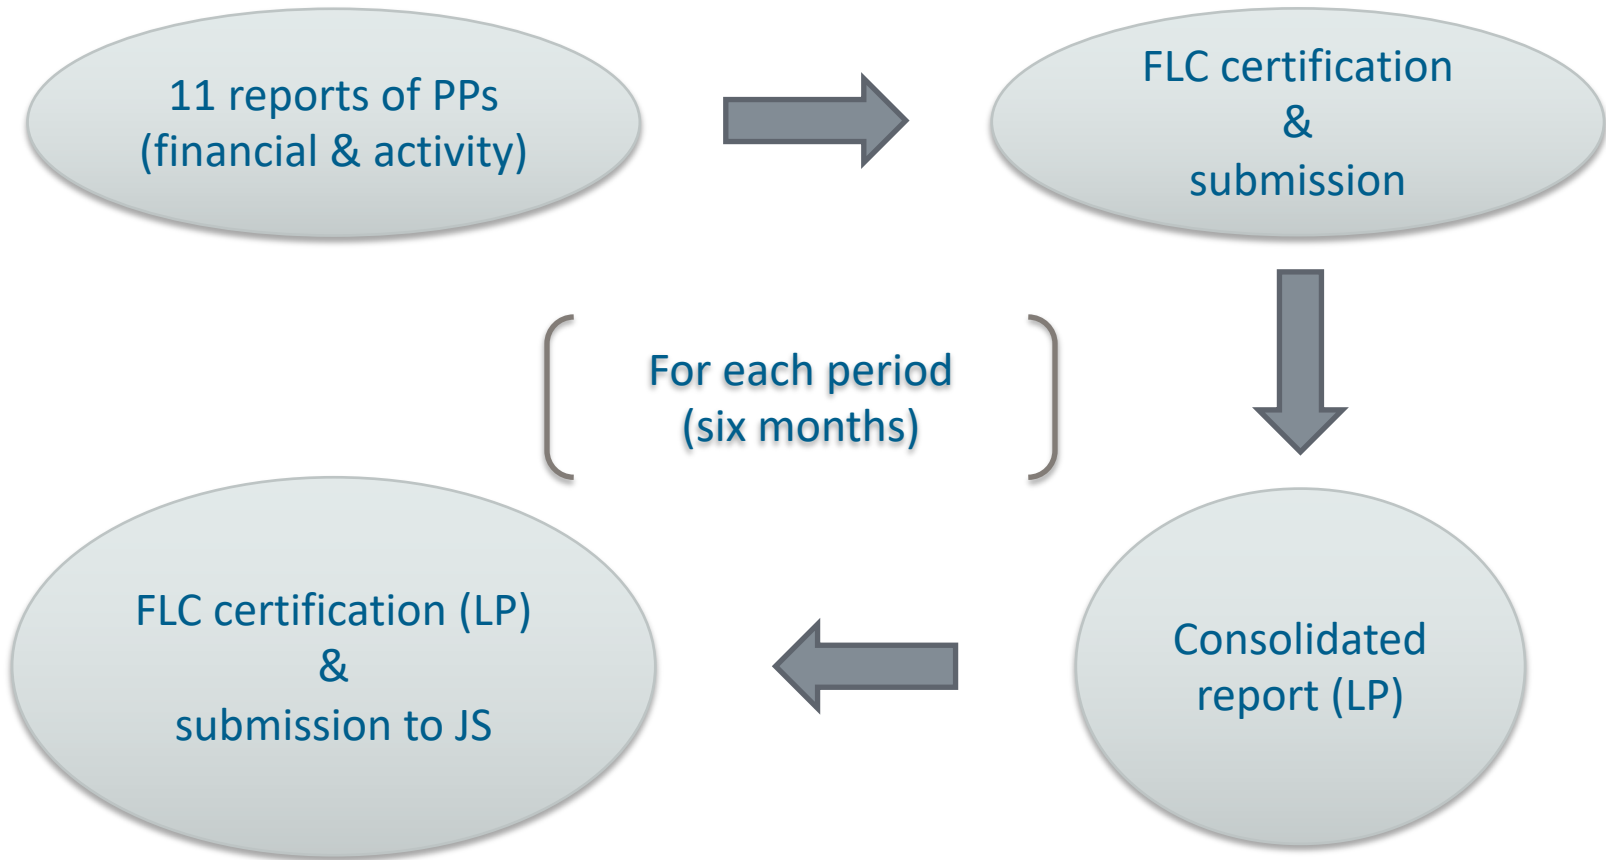 11 reports of PPs
(financial & activity)
FLC certification
&
submission
For each period
(six months)
FLC certification (LP)
&
submission to JS
Consolidated
report (LP)